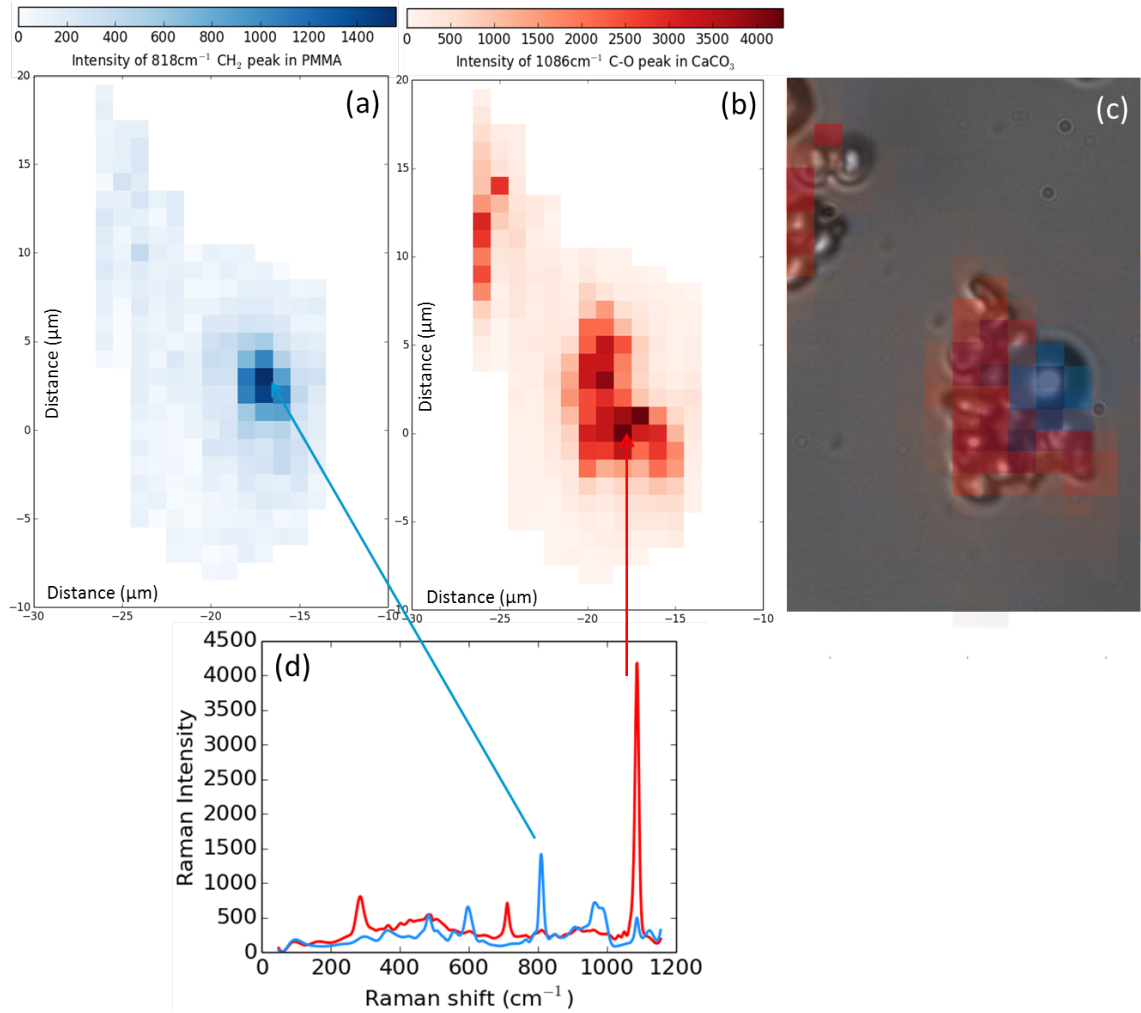 0 200 400 600 800 1000 1200 1400
Intensity of 818cm⁻¹ CH₂ peak in PMMA
0 500 1000 1500 2000 2500 3000 3500 4000
Intensity of 1086cm⁻¹ C-O peak in CaCO₃
(a)
20
15
10
5
0
−5
−10
Distance (μm)
Distance (μm)
−30 −25 −20 −15 −10
(b)
20
15
10
5
0
−5
−10
Distance (μm)
Distance (μm)
−25 −20 −15 −10
(c)
(d)
4500
4000
3500
3000
2500
2000
1500
1000
500
0
Raman Intensity
0 200 400 600 800 1000 1200
Raman shift (cm⁻¹)